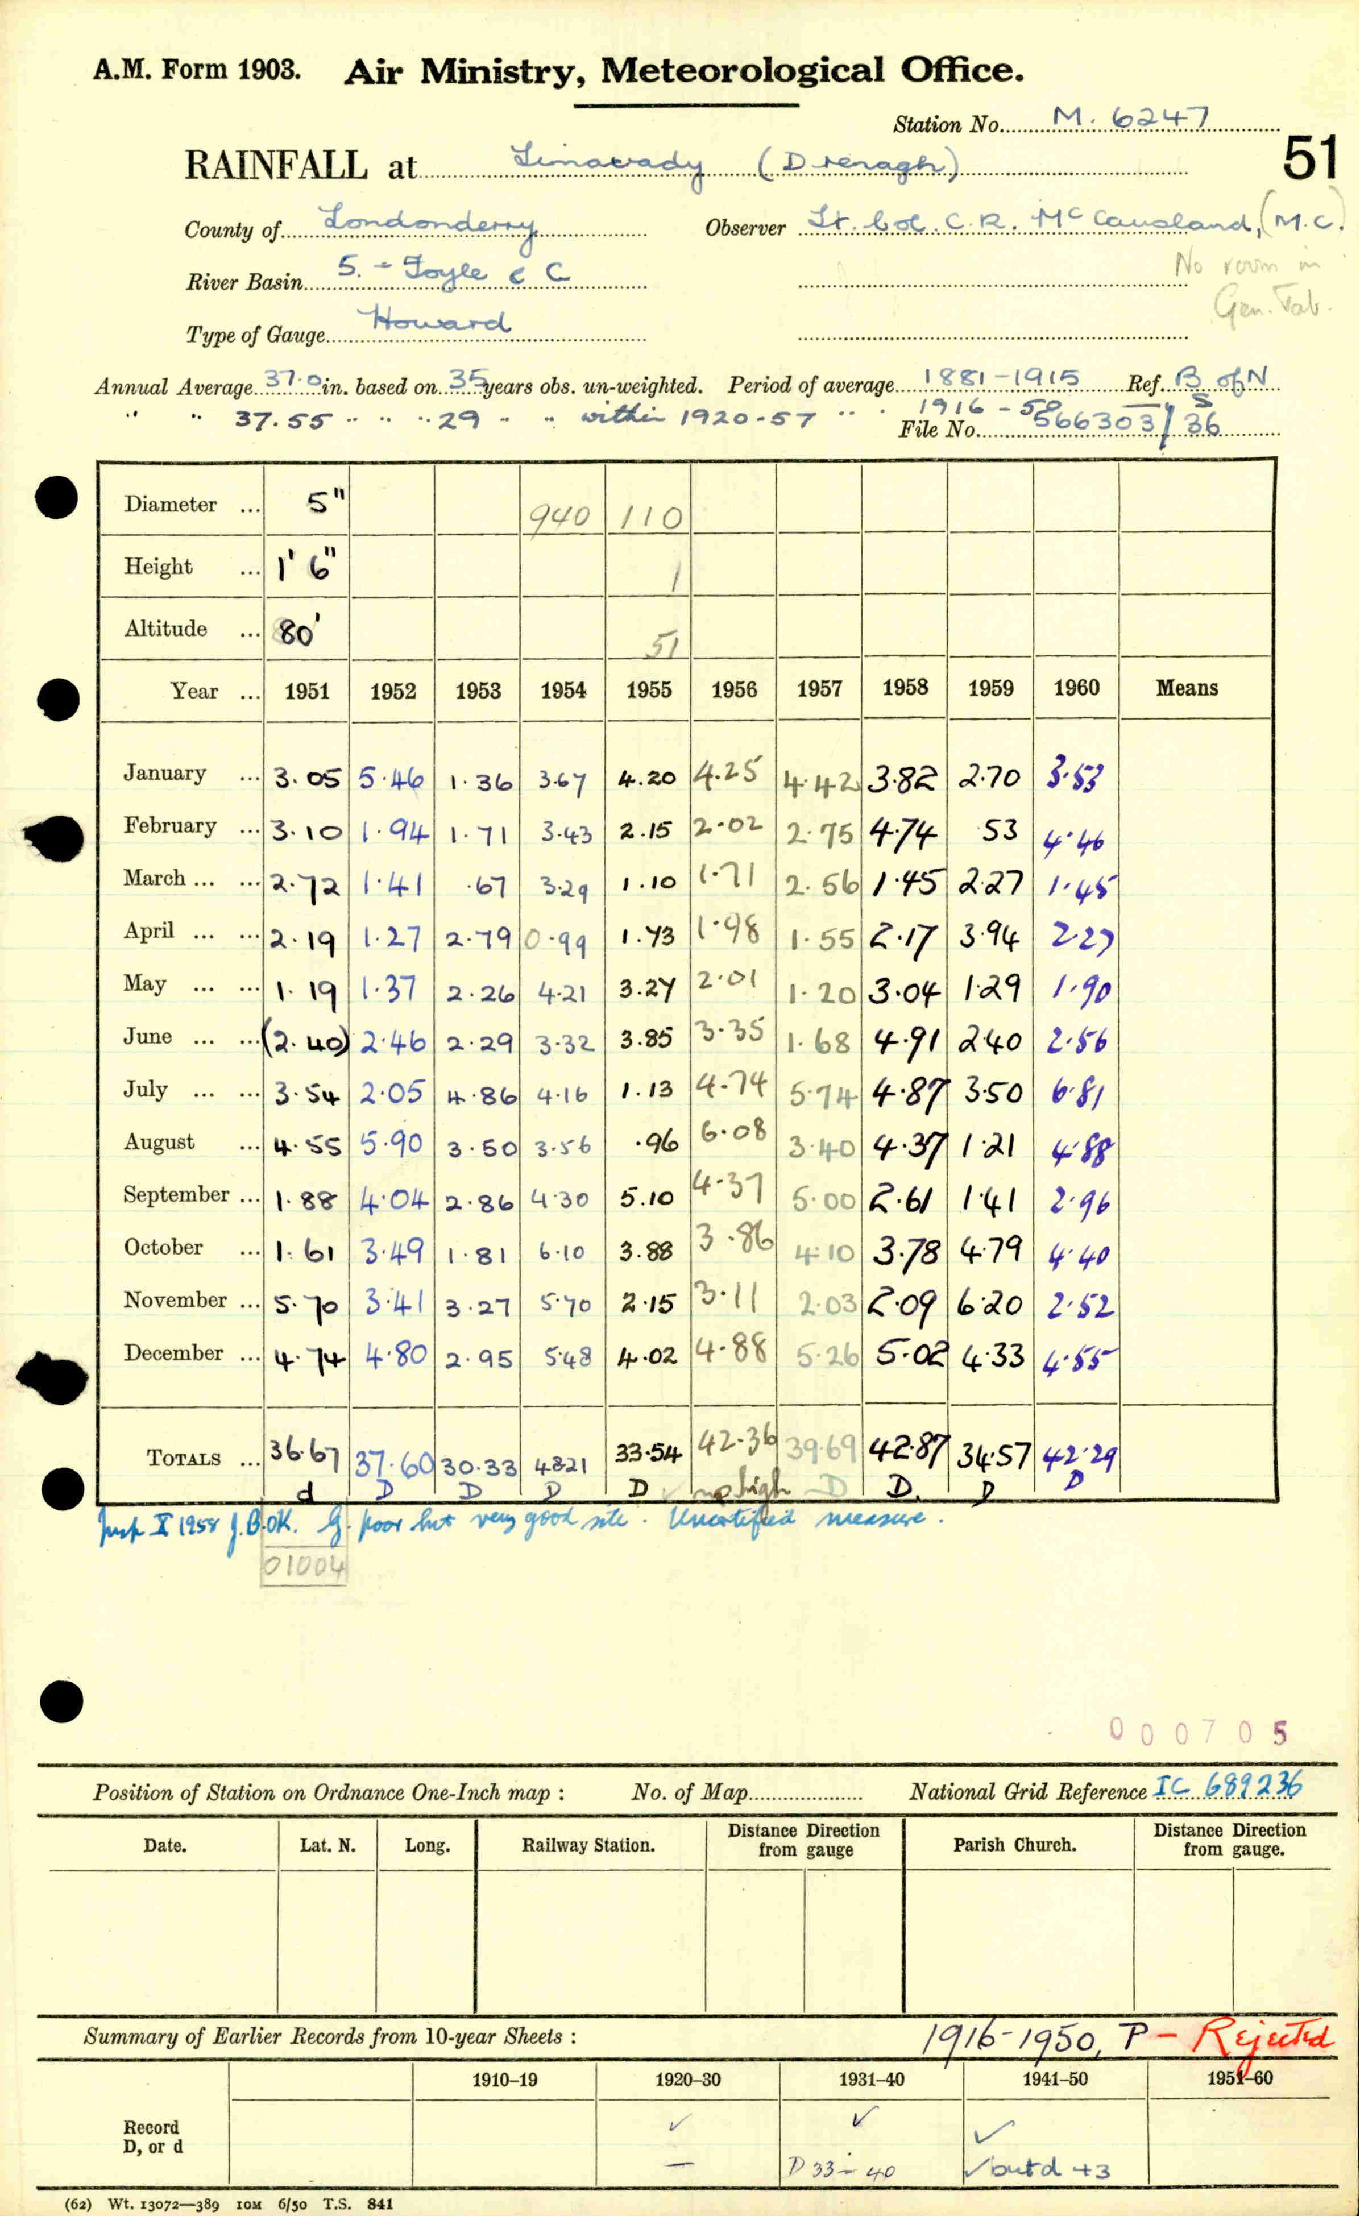 A.M. Form 1903. Air Ministry, Meteorological Office.
Station No. M. 6247
51
RAINFALL at Limavady (Drenagh)
County of Londonderry Observer Lt. Col. C.R. McCausland, (M.C.)
River Basin 5. - Foyle & C No room in
Gen. Tab.
Type of Gauge Howard
Annual Average 37.0 in. based on 35 years obs. un-weighted. Period of average 1881-1915 Ref. B of N
" " 37.55 " " " 29 " " within 1920-57 " " 1916-50
File No. 566303/S36
Diameter ... 5" 940 110
Height ... 1' 6" 1
Altitude ... 80' 51
Year ... 1951 1952 1953 1954 1955 1956 1957 1958 1959 1960 Means
January ... 3.05 5.46 1.36 3.67 4.20 4.25 4.42 3.82 2.70 3.53
February ... 3.10 1.94 1.71 3.43 2.15 2.02 2.75 4.74 53 4.46
March ... ... 2.72 1.41 .67 3.29 1.10 1.71 2.56 1.45 2.27 1.45
April ... ... 2.19 1.27 2.79 0.99 1.73 1.98 1.55 2.17 3.94 2.27
May ... ... 1.19 1.37 2.26 4.21 3.27 2.01 1.20 3.04 1.29 1.90
June ... ... (2.40) 2.46 2.29 3.32 3.85 3.35 1.68 4.91 2.40 2.56
July ... ... 3.54 2.05 4.86 4.16 1.13 4.74 5.74 4.87 3.50 6.81
August ... 4.55 5.90 3.50 3.56 .96 6.08 3.40 4.37 1.21 4.88
September ... 1.88 4.04 2.86 4.30 5.10 4.37 5.00 2.61 1.41 2.96
October ... 1.61 3.49 1.81 6.10 3.88 3.86 4.10 3.78 4.79 4.40
November ... 5.70 3.41 3.27 5.70 2.15 3.11 2.03 2.09 6.20 2.52
December ... 4.74 4.80 2.95 5.48 4.02 4.88 5.26 5.02 4.33 4.55
TOTALS ... 36.67 37.60 30.33 48.21 33.54 42.36 39.69 42.87 34.57 42.29
d D D D D high D D. D D
Insp X 1958 J.B. OK. G. poor but very good site. Uncertified measure.
01004
000705
Position of Station on Ordnance One-Inch map : No. of Map National Grid Reference IC 689236
Date. Lat. N. Long. Railway Station. Distance from Direction gauge Parish Church. Distance from Direction gauge.
Summary of Earlier Records from 10-year Sheets : 1916-1950, P - Rejected
1910–19 1920–30 1931–40 1941–50 1951–60
Record ✓ ✓ ✓
D, or d — D 33-40 ✓ but d 43
(62) Wt. 13072—389 10M 6/50 T.S. 841